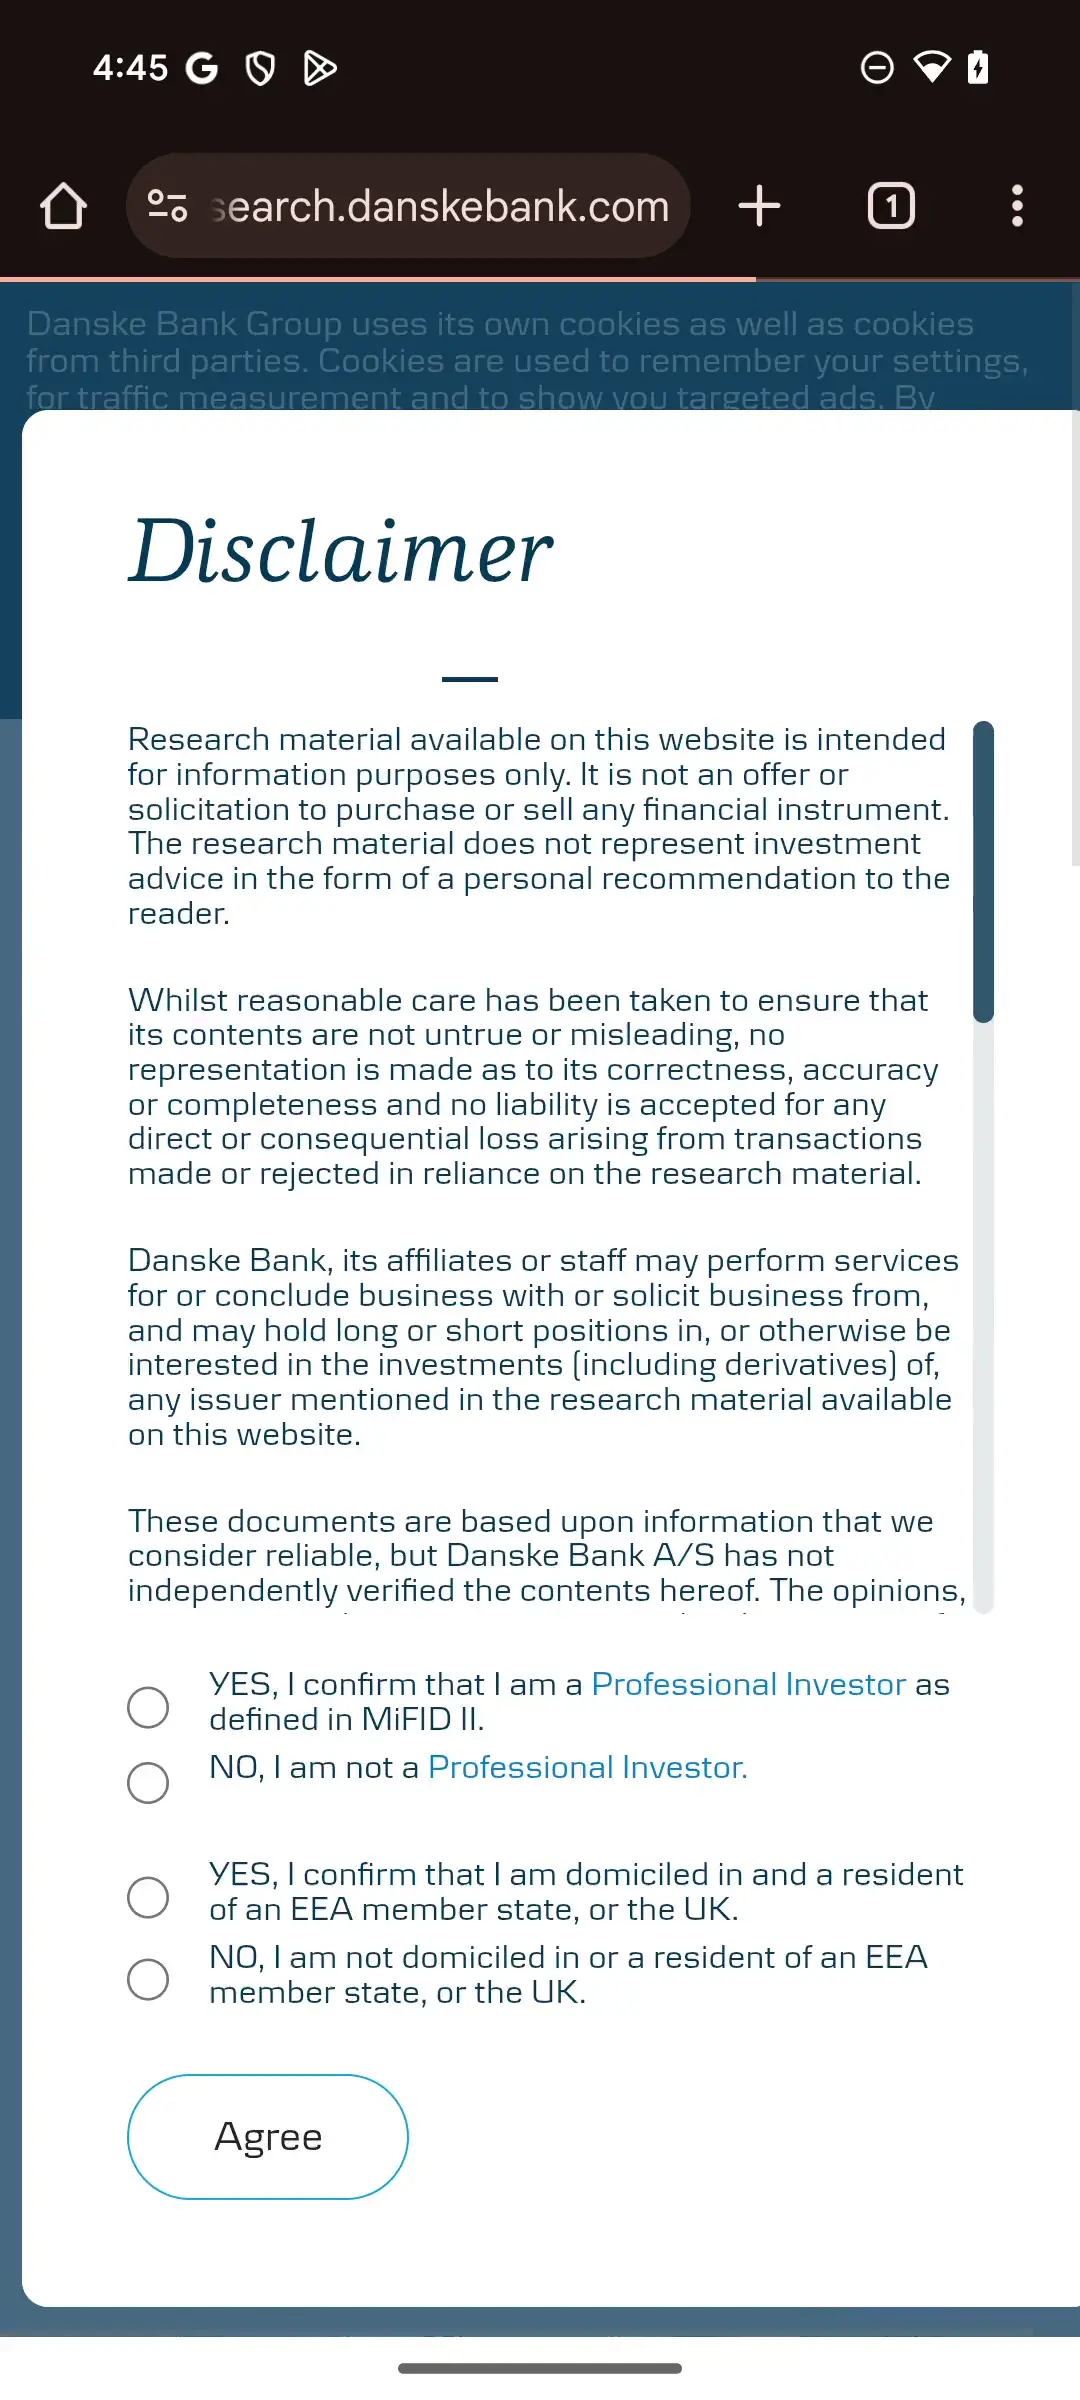 4:45
search.danskebank.com
1
Danske Bank Group uses its own cookies as well as cookies
from third parties. Cookies are used to remember your settings,
for traffic measurement and to show you targeted ads. By
Disclaimer
Research material available on this website is intended
for information purposes only. It is not an offer or
solicitation to purchase or sell any financial instrument.
The research material does not represent investment
advice in the form of a personal recommendation to the
reader.
Whilst reasonable care has been taken to ensure that
its contents are not untrue or misleading, no
representation is made as to its correctness, accuracy
or completeness and no liability is accepted for any
direct or consequential loss arising from transactions
made or rejected in reliance on the research material.
Danske Bank, its affiliates or staff may perform services
for or conclude business with or solicit business from,
and may hold long or short positions in, or otherwise be
interested in the investments (including derivatives) of,
any issuer mentioned in the research material available
on this website.
These documents are based upon information that we
consider reliable, but Danske Bank A/S has not
independently verified the contents hereof. The opinions,
YES, I confirm that I am a Professional Investor as
defined in MiFID II.
NO, I am not a Professional Investor.
YES, I confirm that I am domiciled in and a resident
of an EEA member state, or the UK.
NO, I am not domiciled in or a resident of an EEA
member state, or the UK.
Agree